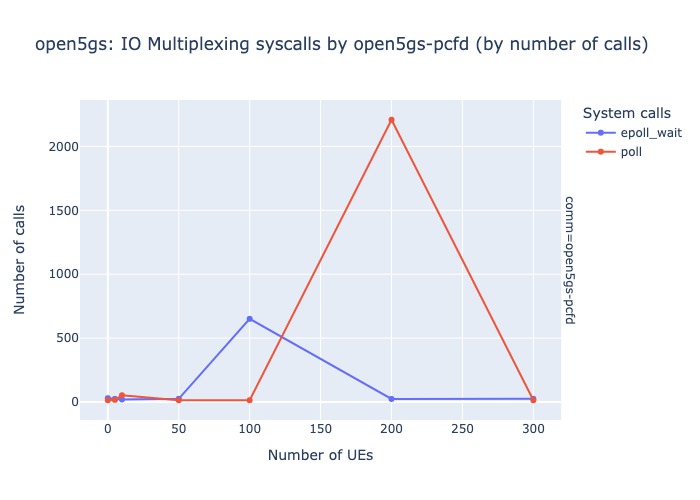 open5gs: IO Multiplexing syscalls by open5gs-pcfd (by number of calls)
System calls
epoll_wait
poll
comm=open5gs-pcfd
Number of calls
2000
1500
1000
500
0
0 50 100 150 200 250 300
Number of UEs